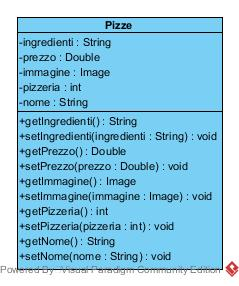 Pizze
-ingredienti : String
-prezzo : Double
-immagine : Image
-pizzeria : int
-nome : String
+getIngredienti() : String
+setIngredienti(ingredienti : String) : void
+getPrezzo() : Double
+setPrezzo(prezzo : Double) : void
+getImmagine() : Image
+setImmagine(immagine : Image) : void
+getPizzeria() : int
+setPizzeria(pizzeria : int) : void
+getNome() : String
+setNome(nome : String) : void
Powered By Visual Paradigm Community Edition